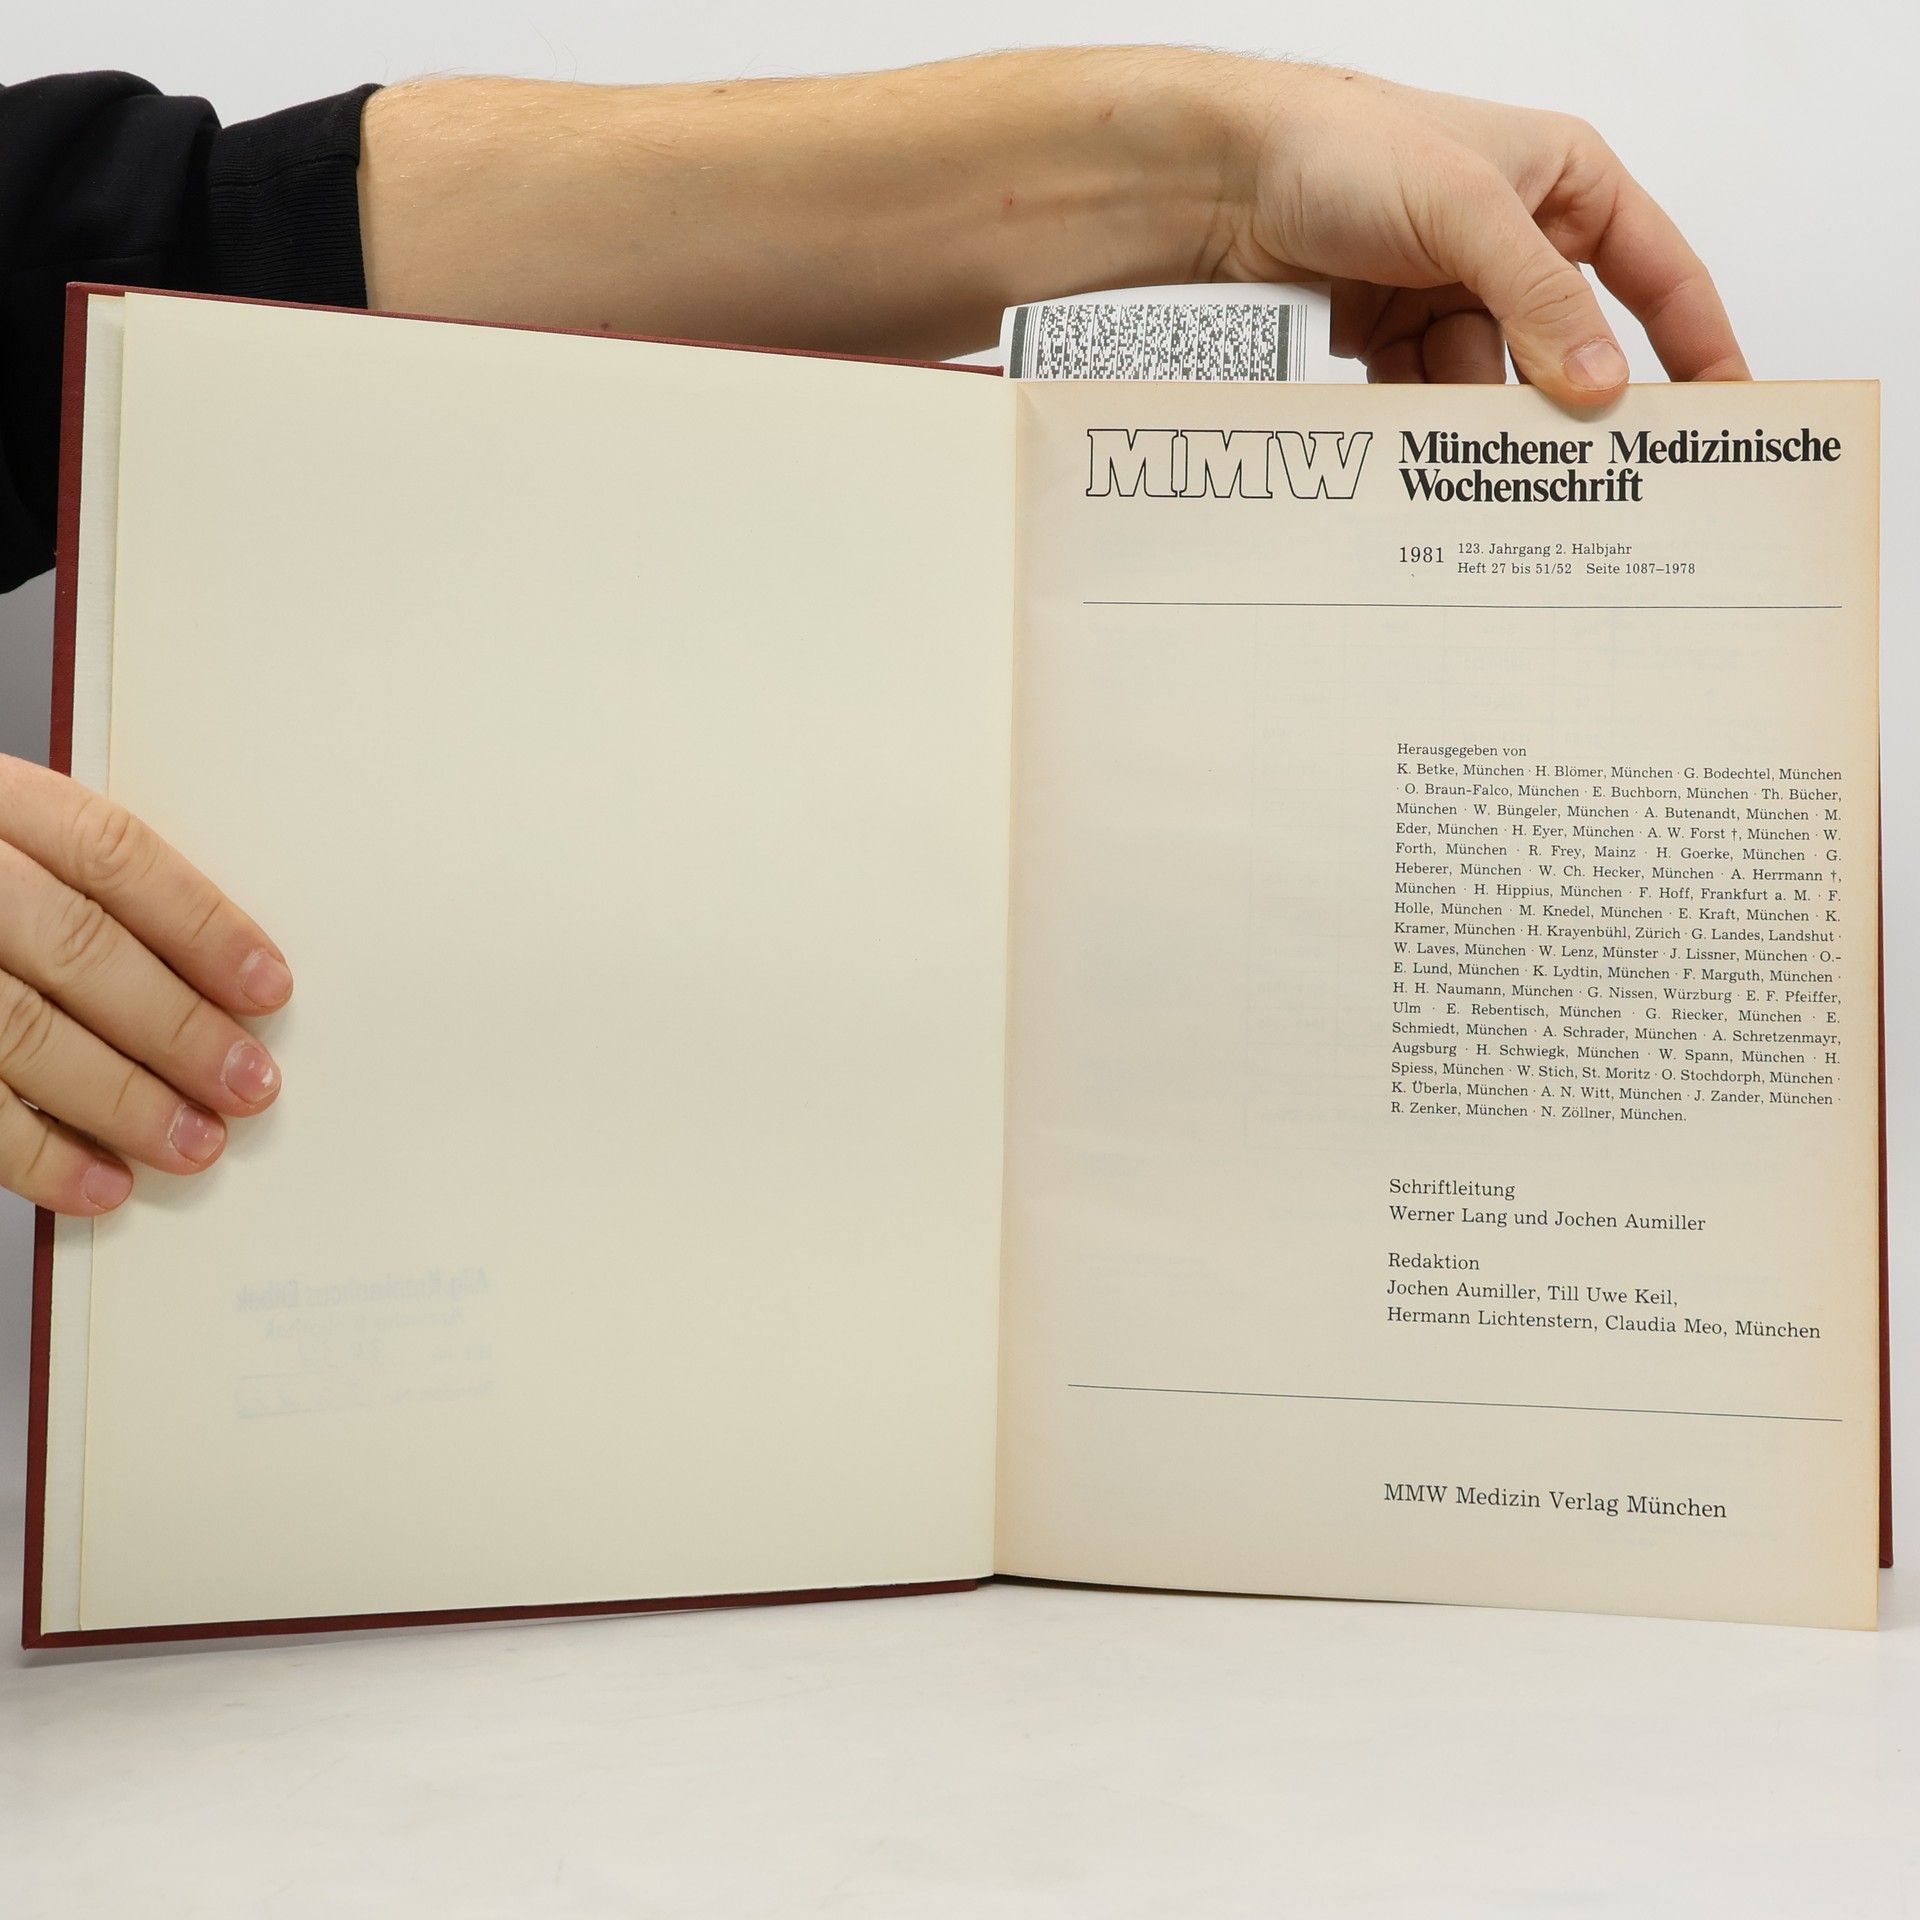 MMW Münchener Medizinische
Wochenschrift
1981 123. Jahrgang 2. Halbjahr
Heft 27 bis 51/52 Seite 1087–1978
Herausgegeben von
K. Betke, München · H. Blömer, München · G. Bodechtel, München
· O. Braun-Falco, München · E. Buchborn, München · Th. Bücher,
München · W. Büngeler, München · A. Butenandt, München · M.
Eder, München · H. Eyer, München · A. W. Forst †, München · W.
Forth, München · R. Frey, Mainz · H. Goerke, München · G.
Heberer, München · W. Ch. Hecker, München · A. Herrmann †,
München · H. Hippius, München · F. Hoff, Frankfurt a. M. · F.
Holle, München · M. Knedel, München · E. Kraft, München · K.
Kramer, München · H. Krayenbühl, Zürich · G. Landes, Landshut ·
W. Laves, München · W. Lenz, Münster · J. Lissner, München · O.-
E. Lund, München · K. Lydtin, München · F. Marguth, München ·
H. H. Naumann, München · G. Nissen, Würzburg · E. F. Pfeiffer,
Ulm · E. Rebentisch, München · G. Riecker, München · E.
Schmiedt, München · A. Schrader, München · A. Schretzenmayr,
Augsburg · H. Schwiegk, München · W. Spann, München · H.
Spiess, München · W. Stich, St. Moritz · O. Stochdorph, München ·
K. Überla, München · A. N. Witt, München · J. Zander, München ·
R. Zenker, München · N. Zöllner, München.
Schriftleitung
Werner Lang und Jochen Aumiller
Redaktion
Jochen Aumiller, Till Uwe Keil,
Hermann Lichtenstern, Claudia Meo, München
MMW Medizin Verlag München